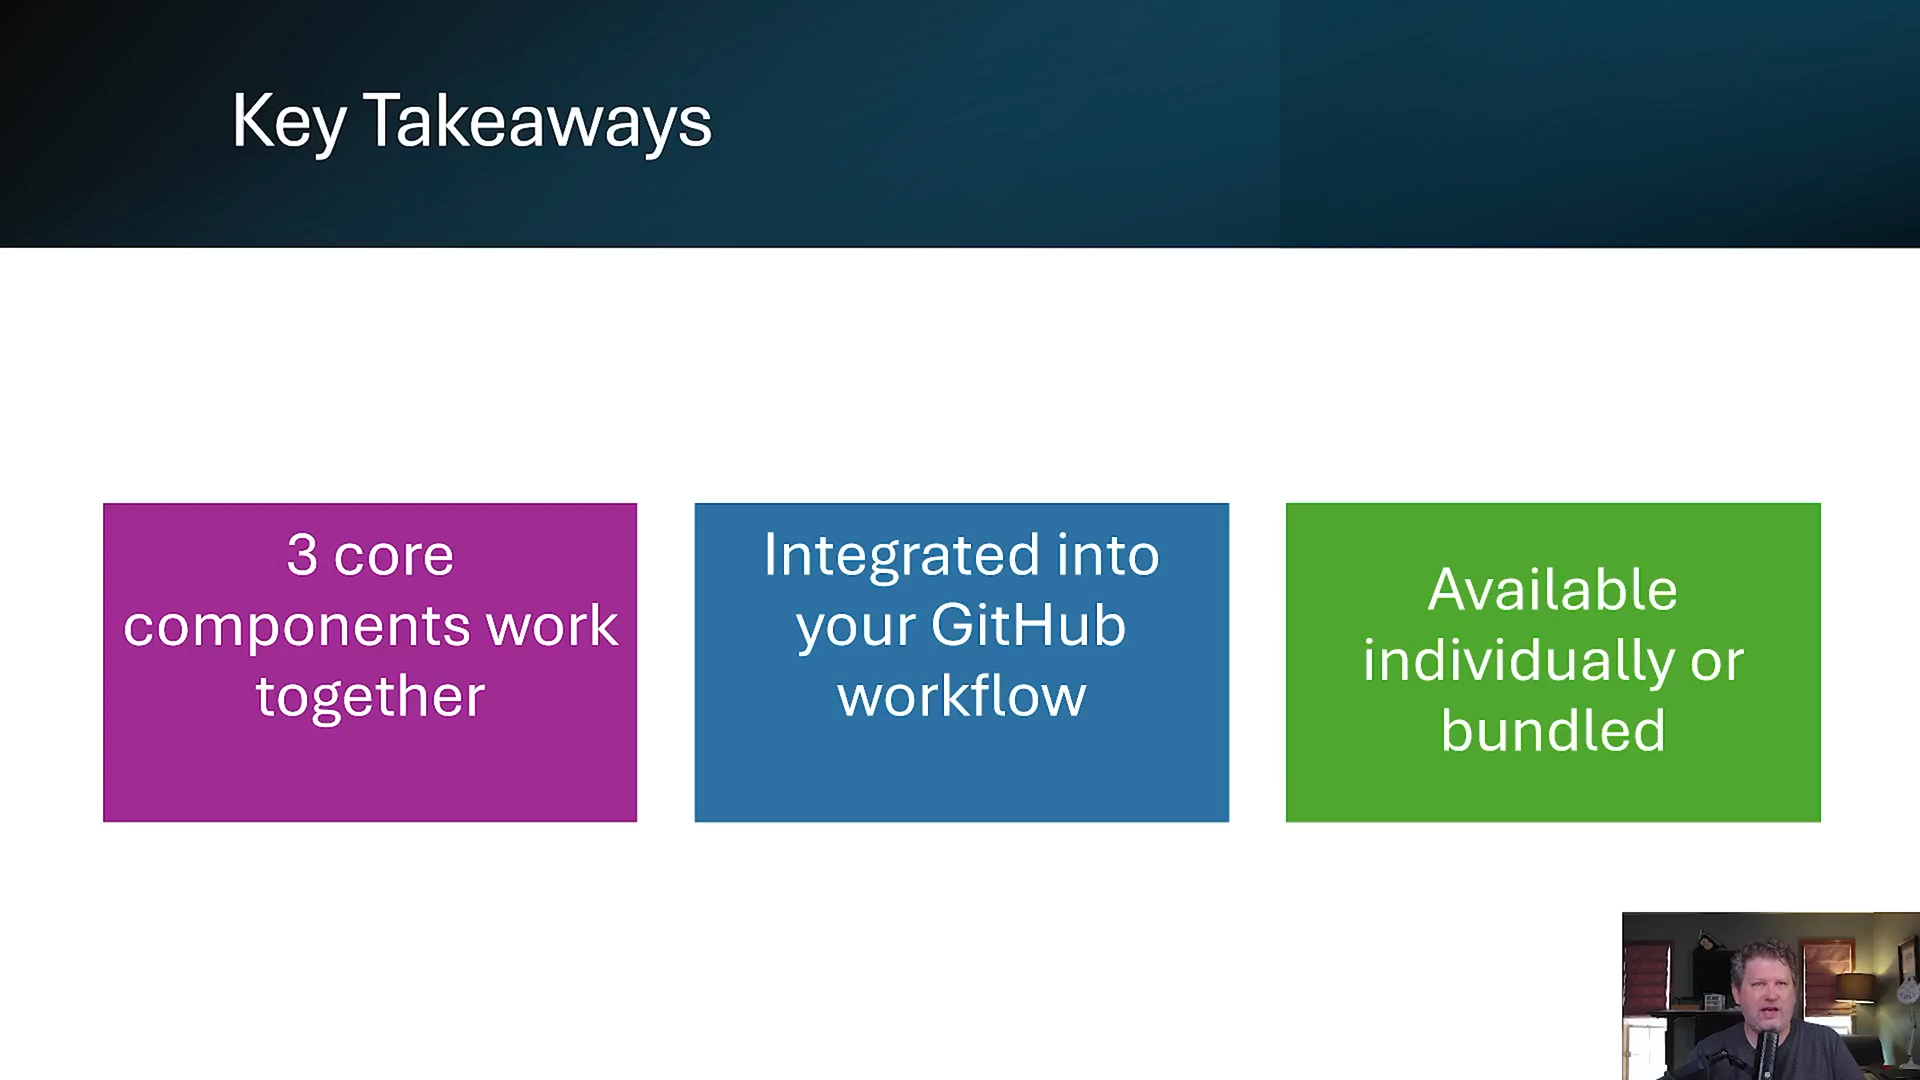 Key Takeaways
3 core
components work
together
Integrated into
your GitHub
workflow
Available
individually or
bundled